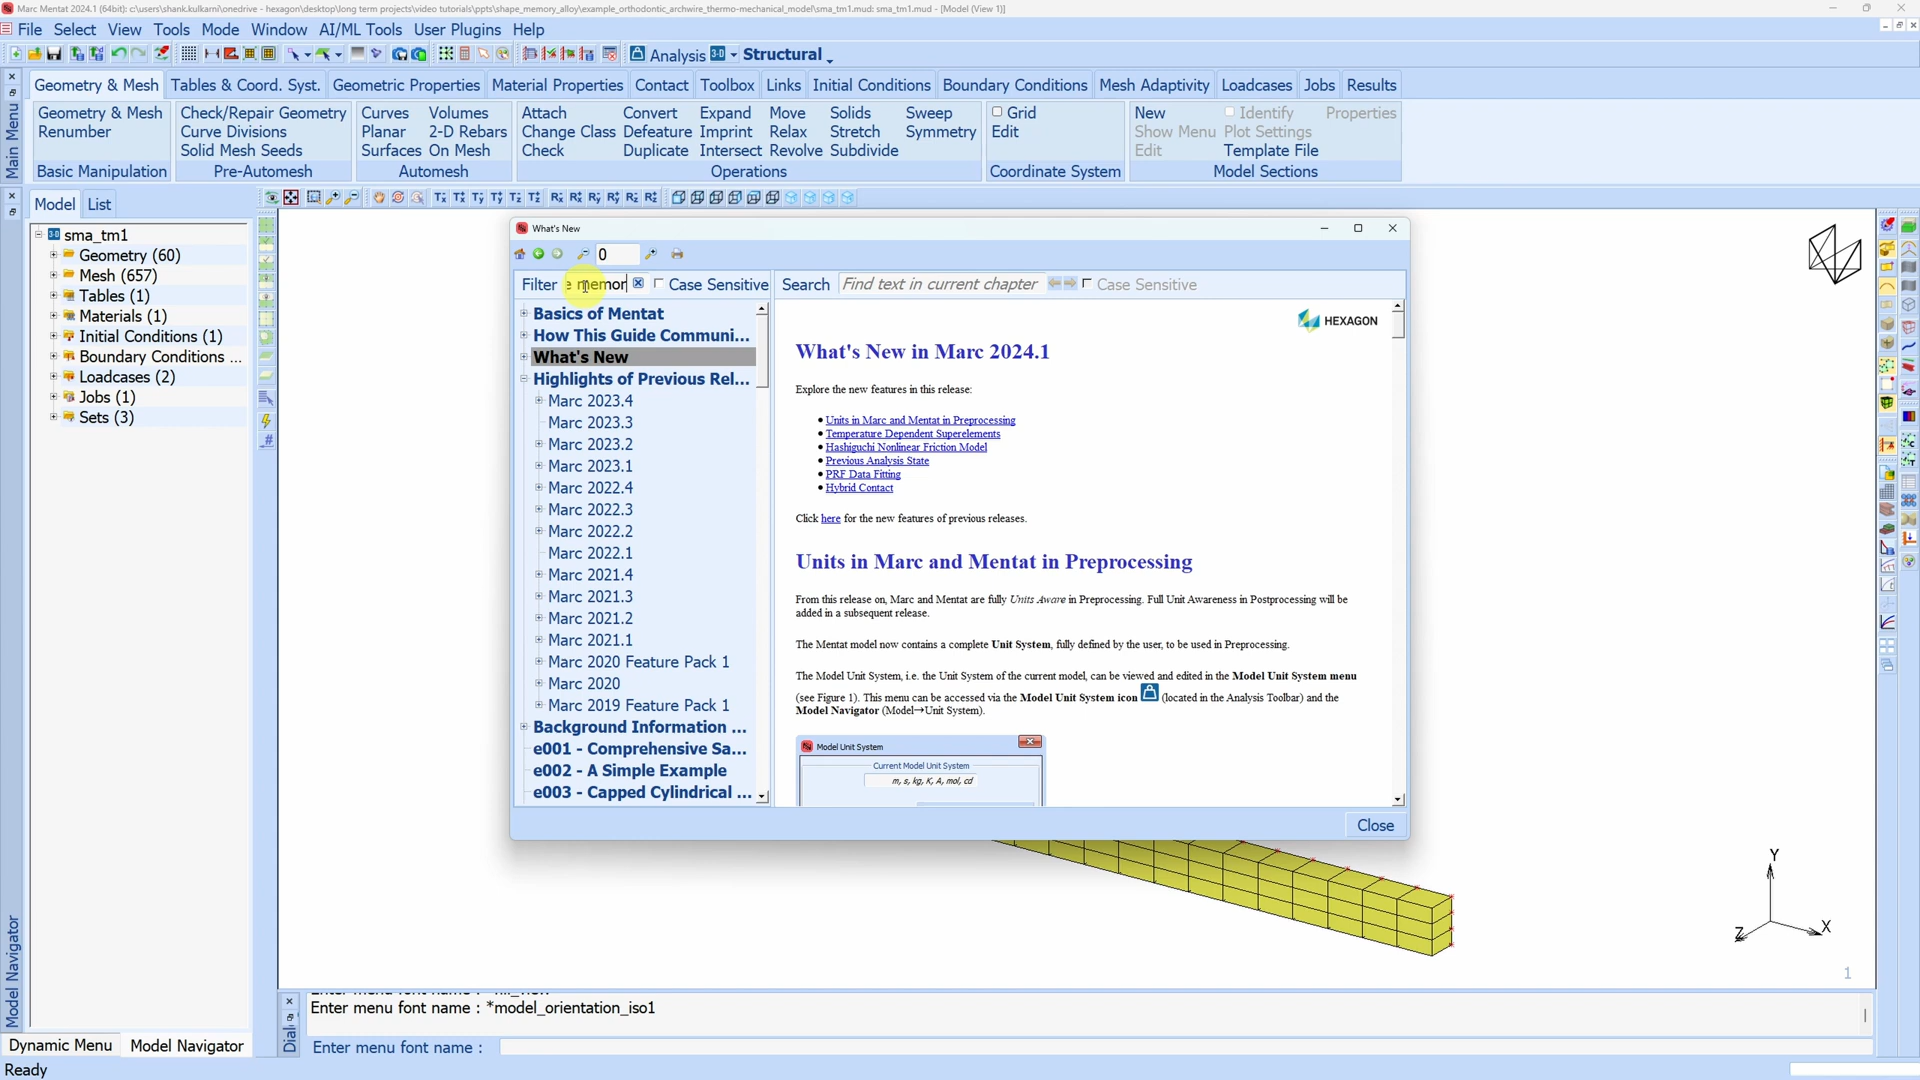 Marc Mentat 2024.1 (64bit): c:\users\shank.kulkarni\onedrive - hexagon\desktop\long term projects\video tutorials\ppts\shape_memory_alloy\example_orthodontic_archwire_thermo-mechanical_model\sma_tm1.mud: sma_tm1.mud - [Model (View 1)]
File Select View Tools Mode Window AI/ML Tools User Plugins Help
Analysis 3-D Structural
Main Menu
Geometry & Mesh Tables & Coord. Syst. Geometric Properties Material Properties Contact Toolbox Links Initial Conditions Boundary Conditions Mesh Adaptivity Loadcases Jobs Results
Geometry & Mesh Check/Repair Geometry Curves Volumes Attach Convert Expand Move Solids Sweep Grid New Identify Properties
Renumber Curve Divisions Planar 2-D Rebars Change Class Defeature Imprint Relax Stretch Symmetry Edit Show Menu Plot Settings
Solid Mesh Seeds Surfaces On Mesh Check Duplicate Intersect Revolve Subdivide Edit Template File
Basic Manipulation Pre-Automesh Automesh Operations Coordinate System Model Sections
Model List
sma_tm1
Geometry (60)
Mesh (657)
Tables (1)
Materials (1)
Initial Conditions (1)
Boundary Conditions ...
Loadcases (2)
Jobs (1)
Sets (3)
Model Navigator
Dynamic Menu Model Navigator
Ready
What's New
0
Filter e memor Case Sensitive
Search Find text in current chapter Case Sensitive
Basics of Mentat
How This Guide Communi...
What's New
Highlights of Previous Rel...
Marc 2023.4
Marc 2023.3
Marc 2023.2
Marc 2023.1
Marc 2022.4
Marc 2022.3
Marc 2022.2
Marc 2022.1
Marc 2021.4
Marc 2021.3
Marc 2021.2
Marc 2021.1
Marc 2020 Feature Pack 1
Marc 2020
Marc 2019 Feature Pack 1
Background Information ...
e001 - Comprehensive Sa...
e002 - A Simple Example
e003 - Capped Cylindrical ...
HEXAGON
What's New in Marc 2024.1
Explore the new features in this release:
Units in Marc and Mentat in Preprocessing
Temperature Dependent Superelements
Hashiguchi Nonlinear Friction Model
Previous Analysis State
PRF Data Fitting
Hybrid Contact
Click here for the new features of previous releases.
Units in Marc and Mentat in Preprocessing
From this release on, Marc and Mentat are fully Units Aware in Preprocessing. Full Unit Awareness in Postprocessing will be
added in a subsequent release.
The Mentat model now contains a complete Unit System, fully defined by the user, to be used in Preprocessing.
The Model Unit System, i.e. the Unit System of the current model, can be viewed and edited in the Model Unit System menu
(see Figure 1). This menu can be accessed via the Model Unit System icon (located in the Analysis Toolbar) and the
Model Navigator (Model→Unit System).
Model Unit System
Current Model Unit System
m, s, kg, K, A, mol, cd
Close
Y
Z
X
1
Enter menu font name : *model_orientation_iso1
Enter menu font name :